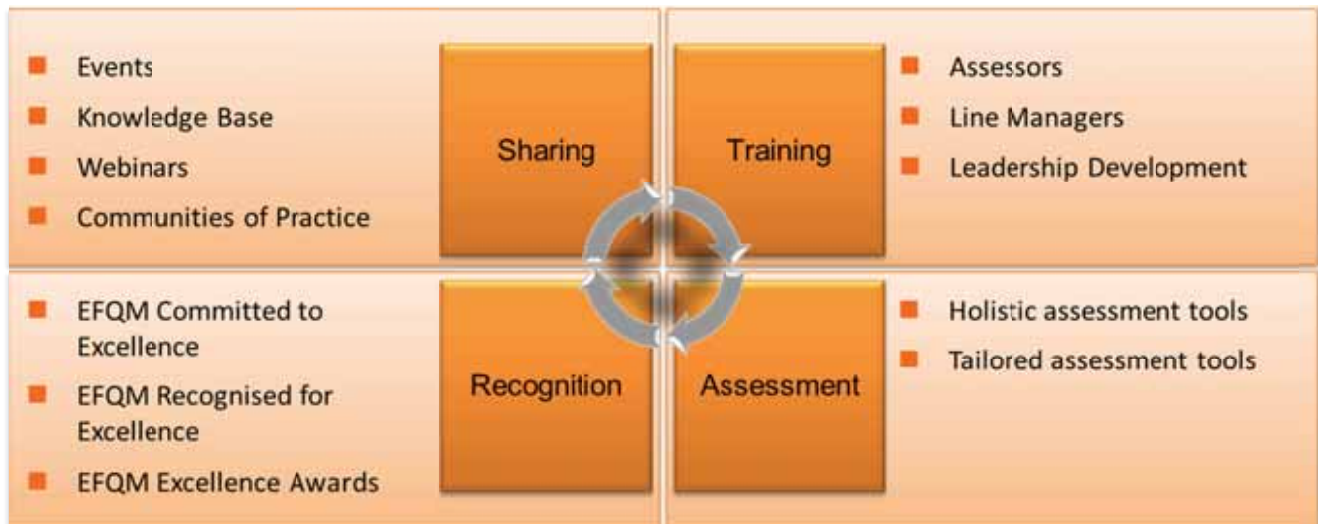 Events
Knowledge Base
Webinars
Communities of Practice
Sharing
Training
Assessors
Line Managers
Leadership Development
EFQM Committed to
Excellence
EFQM Recognised for
Excellence
EFQM Excellence Awards
Recognition
Assessment
Holistic assessment tools
Tailored assessment tools